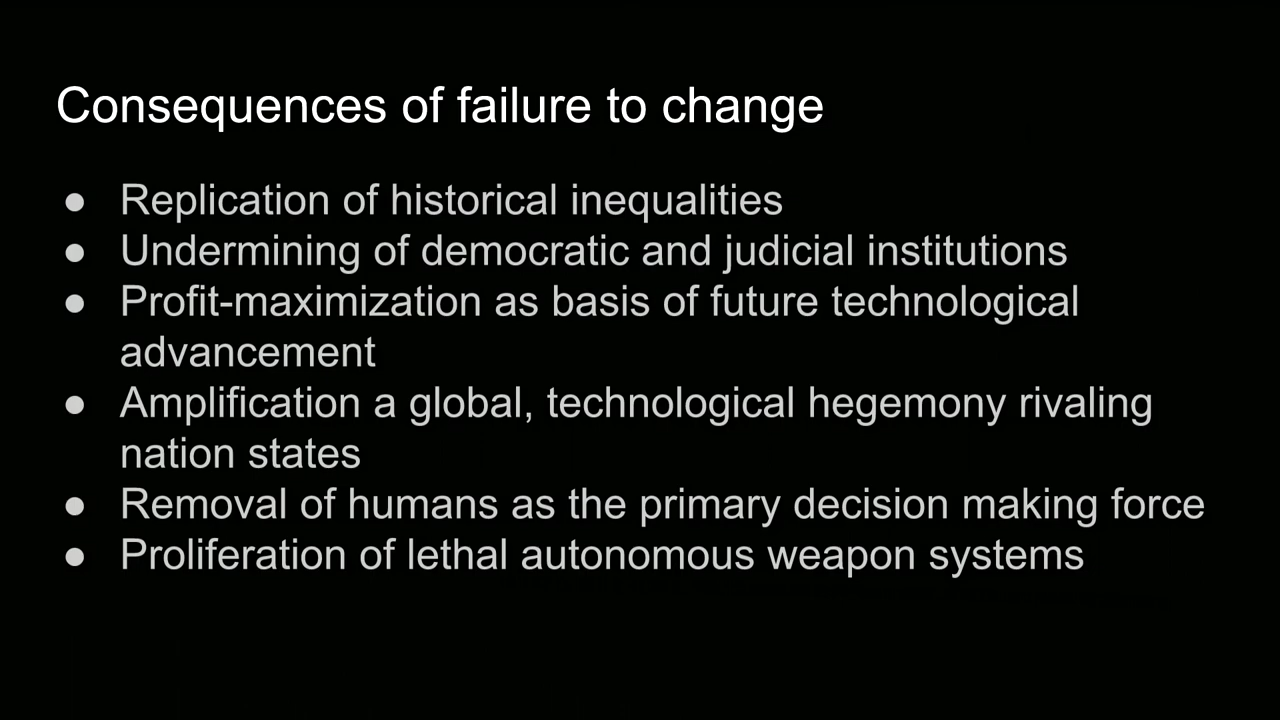 Consequences of failure to change
● Replication of historical inequalities
● Undermining of democratic and judicial institutions
● Profit-maximization as basis of future technological
advancement
● Amplification a global, technological hegemony rivaling
nation states
● Removal of humans as the primary decision making force
● Proliferation of lethal autonomous weapon systems